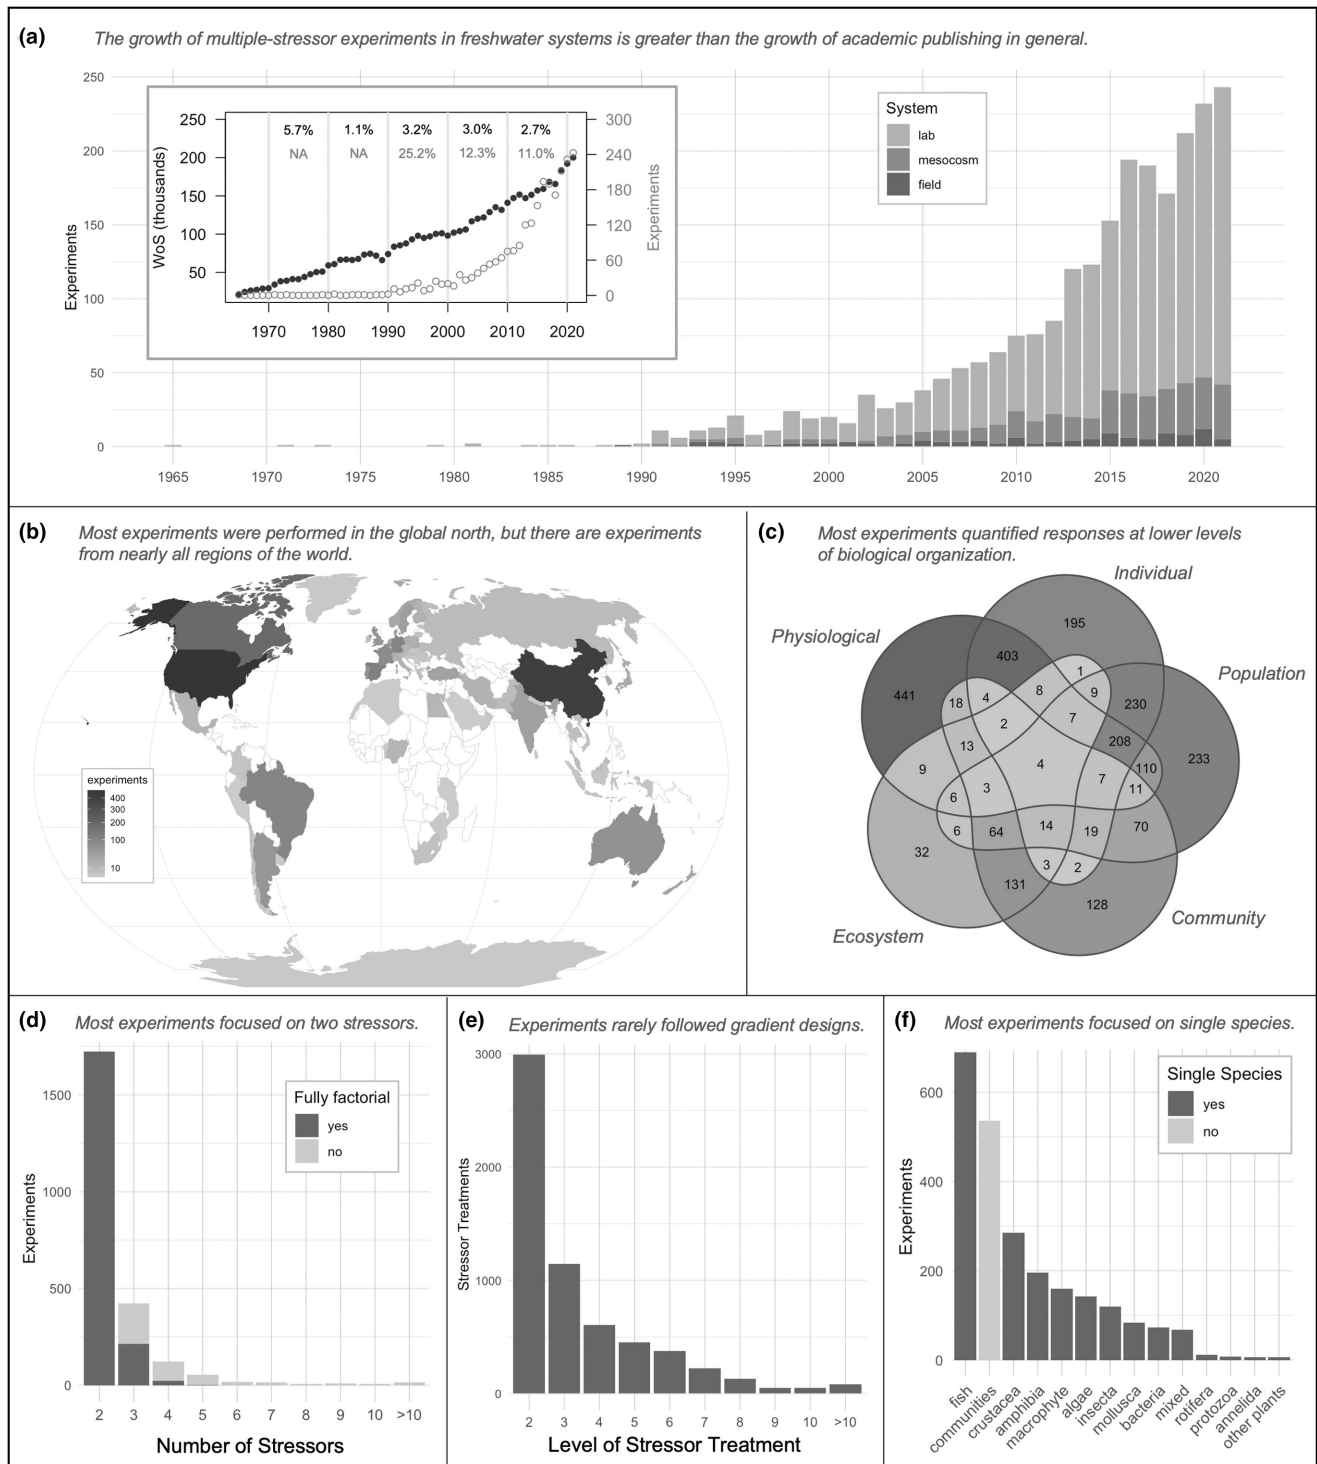 (a) The growth of multiple-stressor experiments in freshwater systems is greater than the growth of academic publishing in general.
250
200
150
100
50
0
Experiments
1965 1970 1975 1980 1985 1990 1995 2000 2005 2010 2015 2020
System
lab
mesocosm
field
WoS (thousands)
250
200
150
100
50
5.7% 1.1% 3.2% 3.0% 2.7%
NA NA 25.2% 12.3% 11.0%
300
240
180
120
60
0
Experiments
1970 1980 1990 2000 2010 2020
(b) Most experiments were performed in the global north, but there are experiments
from nearly all regions of the world.
experiments
400
300
200
100
10
(c) Most experiments quantified responses at lower levels
of biological organization.
Individual
Physiological
Population
Ecosystem
Community
195
403
1
441
18
4
8
9
230
2
7
208
13
233
9
4
7
110
3
11
6
6
64
14
19
70
32
3
2
131
128
(d) Most experiments focused on two stressors.
1500
1000
500
0
Experiments
Fully factorial
yes
no
2 3 4 5 6 7 8 9 10 >10
Number of Stressors
(e) Experiments rarely followed gradient designs.
3000
2000
1000
0
Stressor Treatments
2 3 4 5 6 7 8 9 10 >10
Level of Stressor Treatment
(f) Most experiments focused on single species.
600
400
200
0
Experiments
Single Species
yes
no
fish
communities
crustacea
amphibia
macrophyte
algae
insecta
mollusca
bacteria
mixed
rotifera
protozoa
annelida
other plants